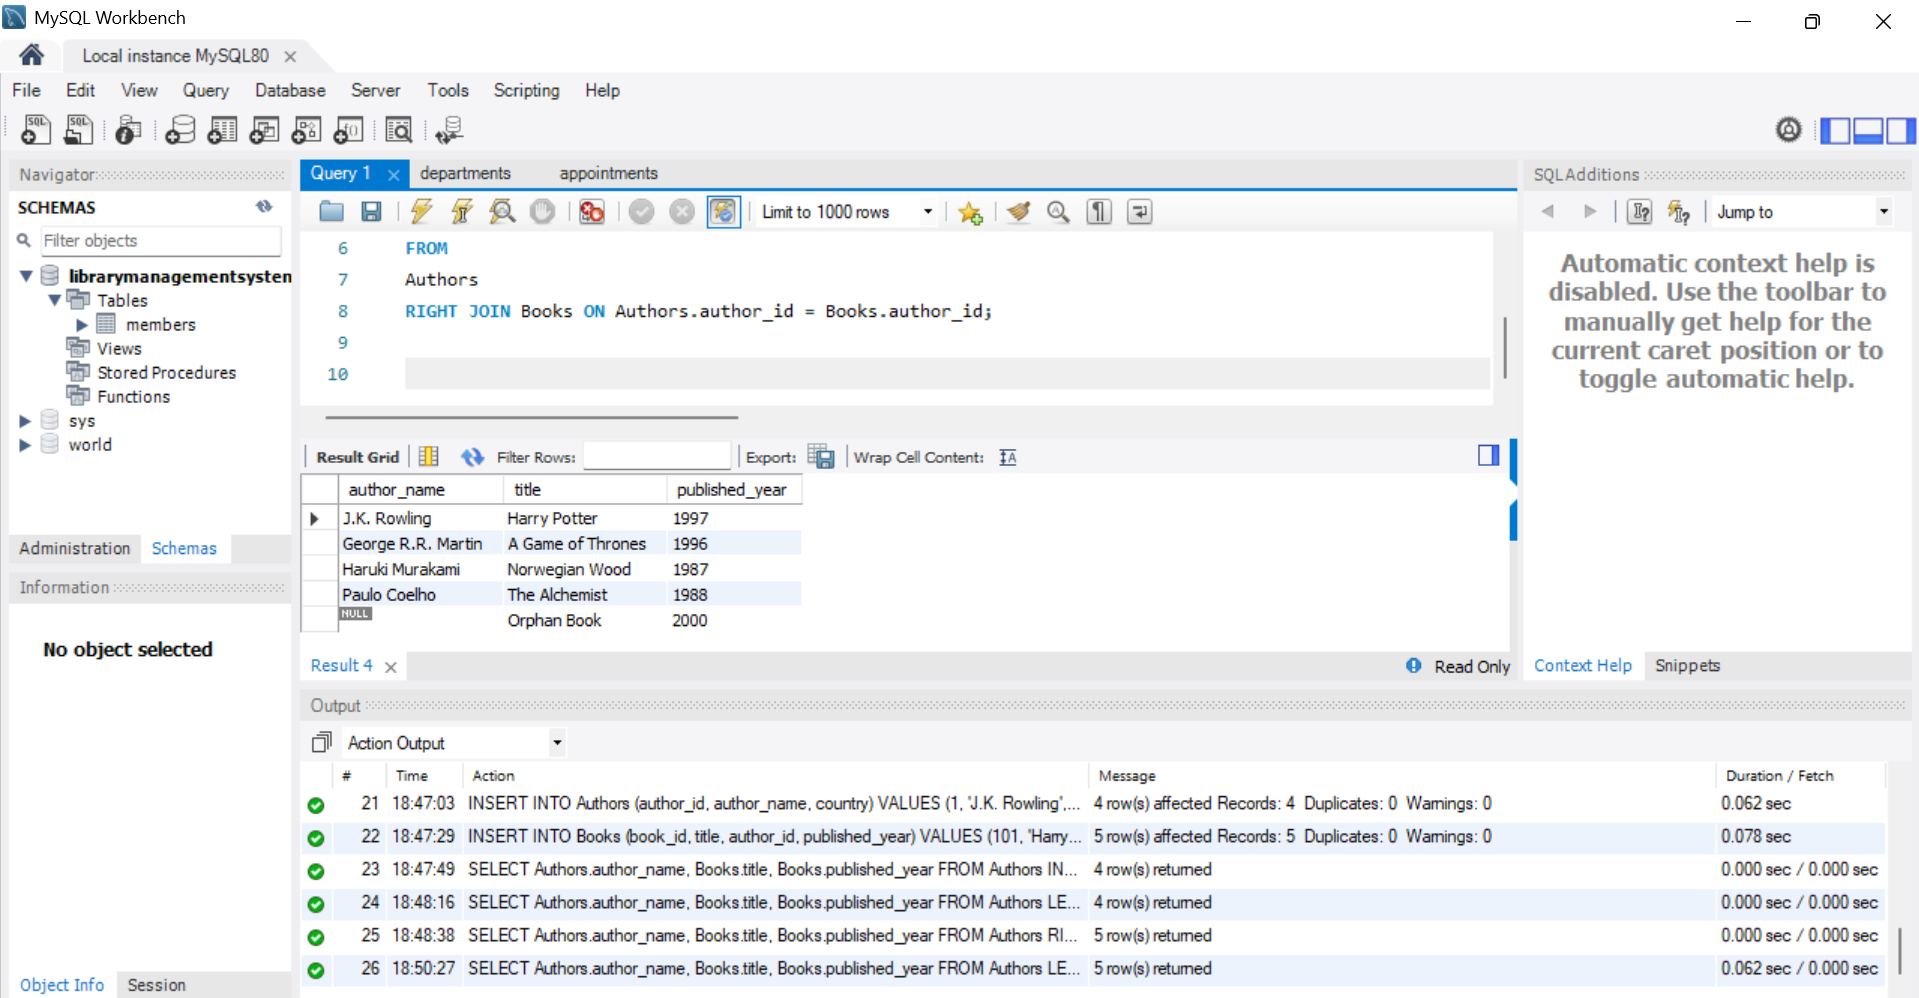 MySQL Workbench
Local instance MySQL80
File Edit View Query Database Server Tools Scripting Help
Navigator
SCHEMAS
Filter objects
librarymanagementsystem
Tables
members
Views
Stored Procedures
Functions
sys
world
Administration Schemas
Information
No object selected
Object Info Session
Query 1 departments appointments
Limit to 1000 rows
6 FROM
7 Authors
8 RIGHT JOIN Books ON Authors.author_id = Books.author_id;
9
10
Result Grid Filter Rows: Export: Wrap Cell Content:
author_name title published_year
J.K. Rowling Harry Potter 1997
George R.R. Martin A Game of Thrones 1996
Haruki Murakami Norwegian Wood 1987
Paulo Coelho The Alchemist 1988
NULL Orphan Book 2000
Result 4 Read Only
SQLAdditions
Jump to
Automatic context help is
disabled. Use the toolbar to
manually get help for the
current caret position or to
toggle automatic help.
Context Help Snippets
Output
Action Output
# Time Action Message Duration / Fetch
21 18:47:03 INSERT INTO Authors (author_id, author_name, country) VALUES (1, 'J.K. Rowling',... 4 row(s) affected Records: 4 Duplicates: 0 Warnings: 0 0.062 sec
22 18:47:29 INSERT INTO Books (book_id, title, author_id, published_year) VALUES (101, 'Harry... 5 row(s) affected Records: 5 Duplicates: 0 Warnings: 0 0.078 sec
23 18:47:49 SELECT Authors.author_name, Books.title, Books.published_year FROM Authors IN... 4 row(s) returned 0.000 sec / 0.000 sec
24 18:48:16 SELECT Authors.author_name, Books.title, Books.published_year FROM Authors LE... 4 row(s) returned 0.000 sec / 0.000 sec
25 18:48:38 SELECT Authors.author_name, Books.title, Books.published_year FROM Authors RI... 5 row(s) returned 0.000 sec / 0.000 sec
26 18:50:27 SELECT Authors.author_name, Books.title, Books.published_year FROM Authors LE... 5 row(s) returned 0.062 sec / 0.000 sec